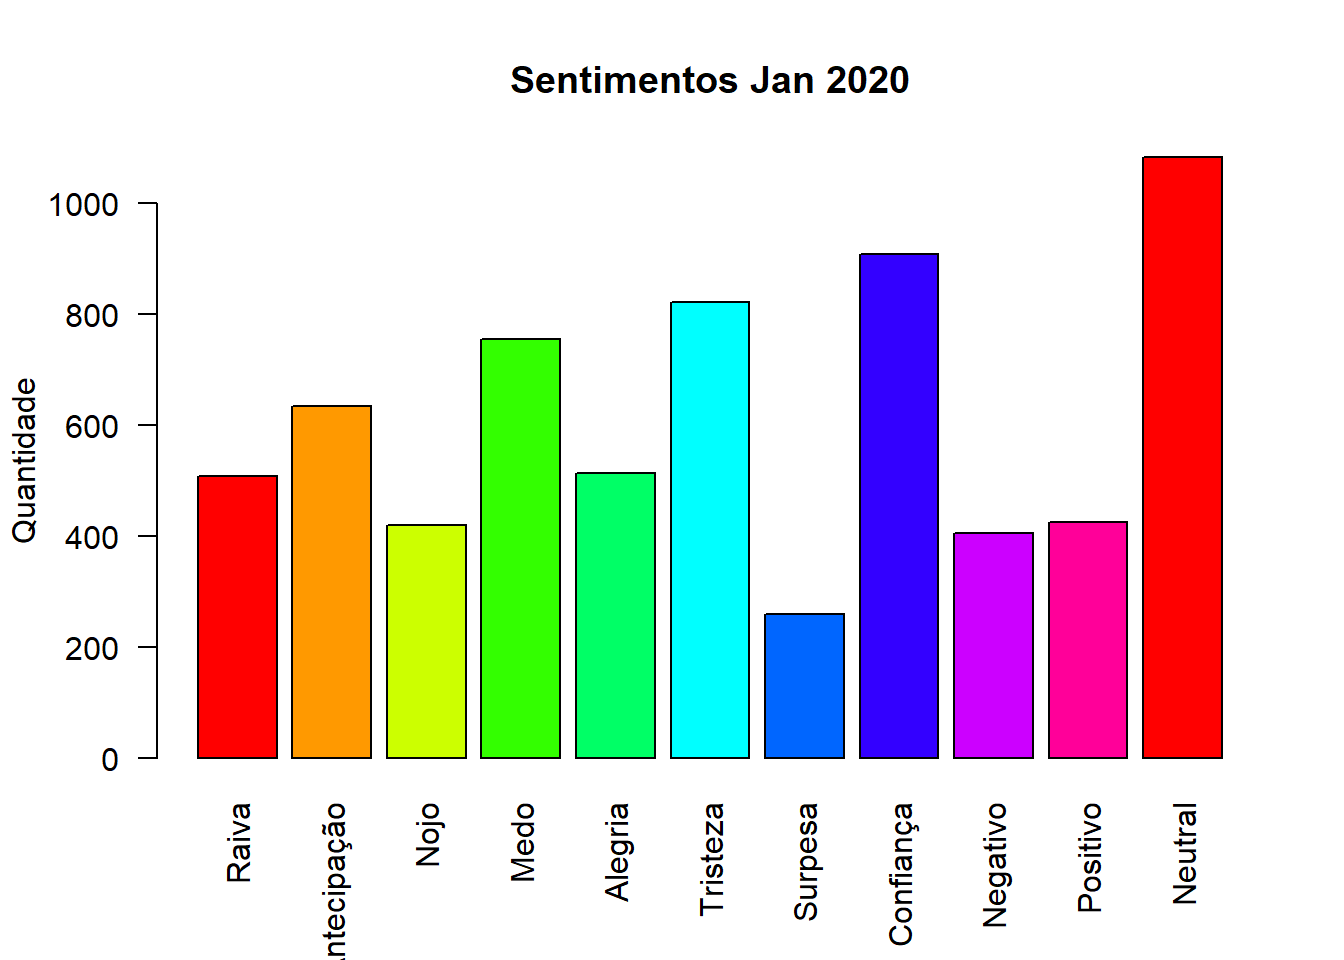 Sentimentos Jan 2020
Quantidade
1000
800
600
400
200
0
Raiva
ntecipação
Nojo
Medo
Alegria
Tristeza
Surpesa
Confiança
Negativo
Positivo
Neutral